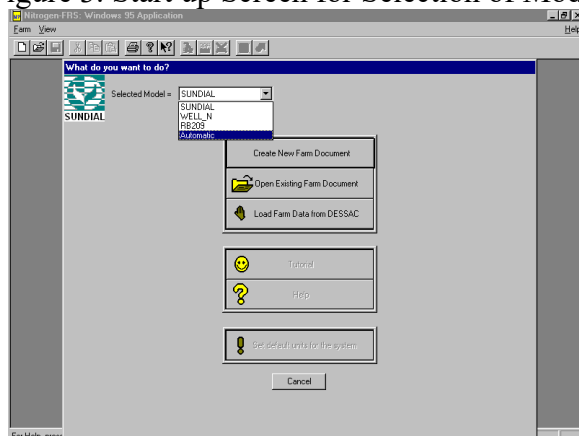 igure 3: Start up Screen for Selection of Mod
Nitrogen-FRS: Windows 95 Application
Farm View
Help
What do you want to do?
Selected Model = SUNDIAL
SUNDIAL
SUNDIAL
WELL_N
RB209
Automatic
Create New Farm Document
Open Existing Farm Document
Load Farm Data from DESSAC
Tutorial
Help
Set default units for the system
Cancel
For Help, press